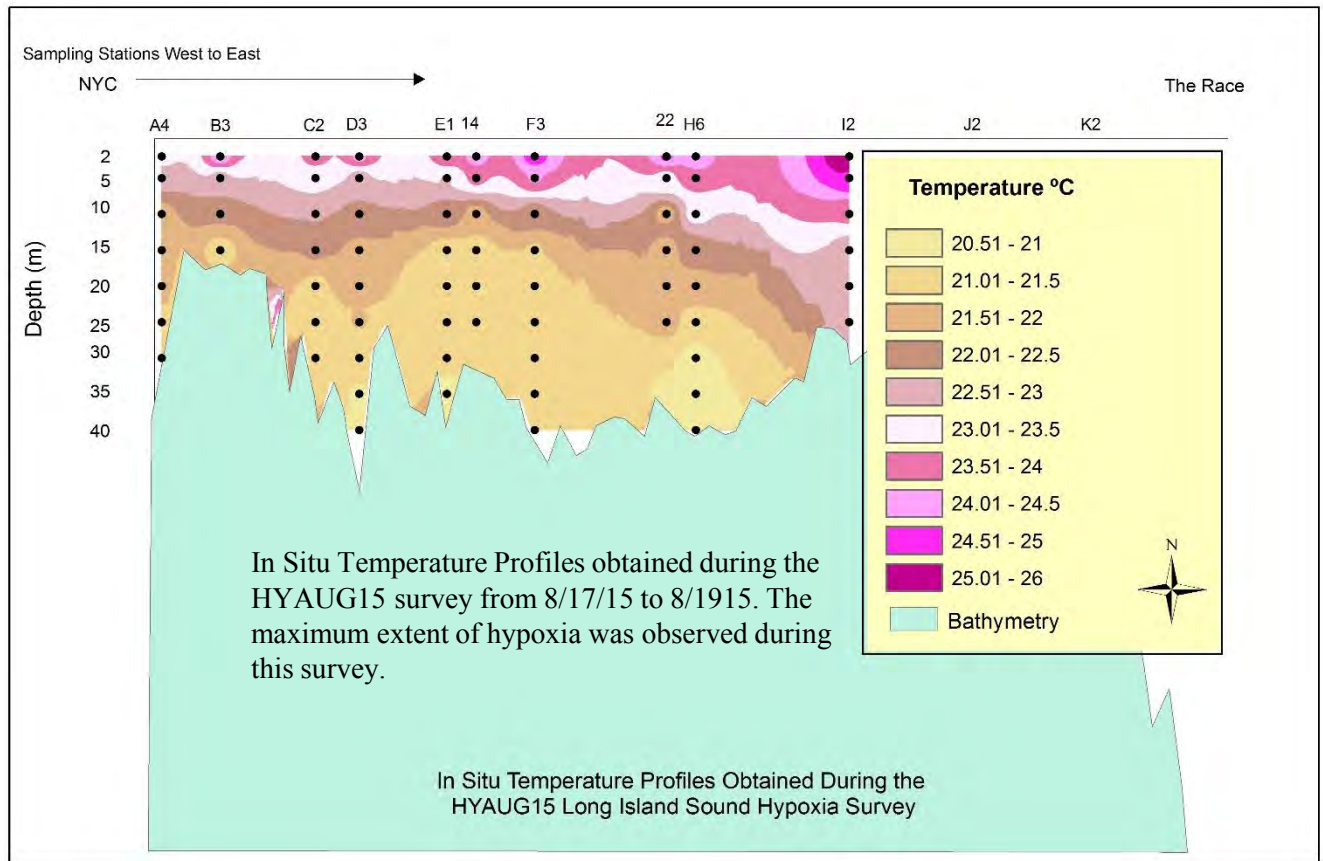 Sampling Stations West to East
NYC
The Race
A4 B3 C2 D3 E1 14 F3 22 H6 I2 J2 K2
Depth (m)
2
5
10
15
20
25
30
35
40
Temperature ºC
20.51 - 21
21.01 - 21.5
21.51 - 22
22.01 - 22.5
22.51 - 23
23.01 - 23.5
23.51 - 24
24.01 - 24.5
24.51 - 25
25.01 - 26
Bathymetry
N
In Situ Temperature Profiles obtained during the
HYAUG15 survey from 8/17/15 to 8/1915. The
maximum extent of hypoxia was observed during
this survey.
In Situ Temperature Profiles Obtained During the
HYAUG15 Long Island Sound Hypoxia Survey